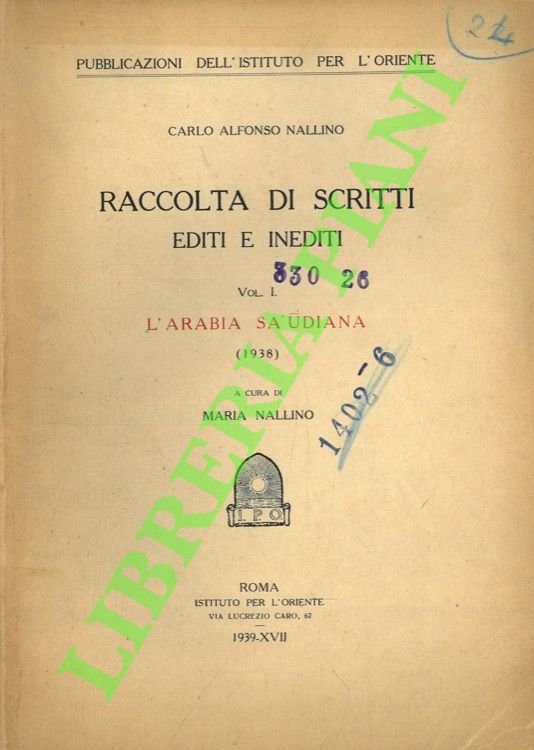 24
PUBBLICAZIONI DELL'ISTITUTO PER L'ORIENTE
CARLO ALFONSO NALLINO
RACCOLTA DI SCRITTI
EDITI E INEDITI
330 26
VOL. I.
L'ARABIA SA'ŪDIANA
(1938)
1402-6
A CURA DI
MARIA NALLINO
I. P. O.
ROMA
ISTITUTO PER L'ORIENTE
VIA LUCREZIO CARO, 67
1939-XVII
LIBRERIA PIANI